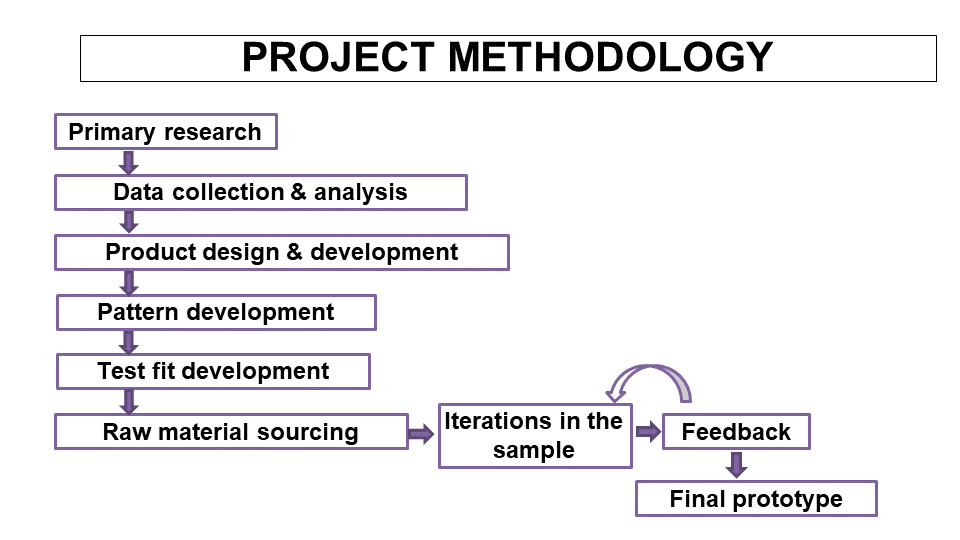 PROJECT METHODOLOGY
Primary research
Data collection & analysis
Product design & development
Pattern development
Test fit development
Raw material sourcing
Iterations in the
sample
Feedback
Final prototype